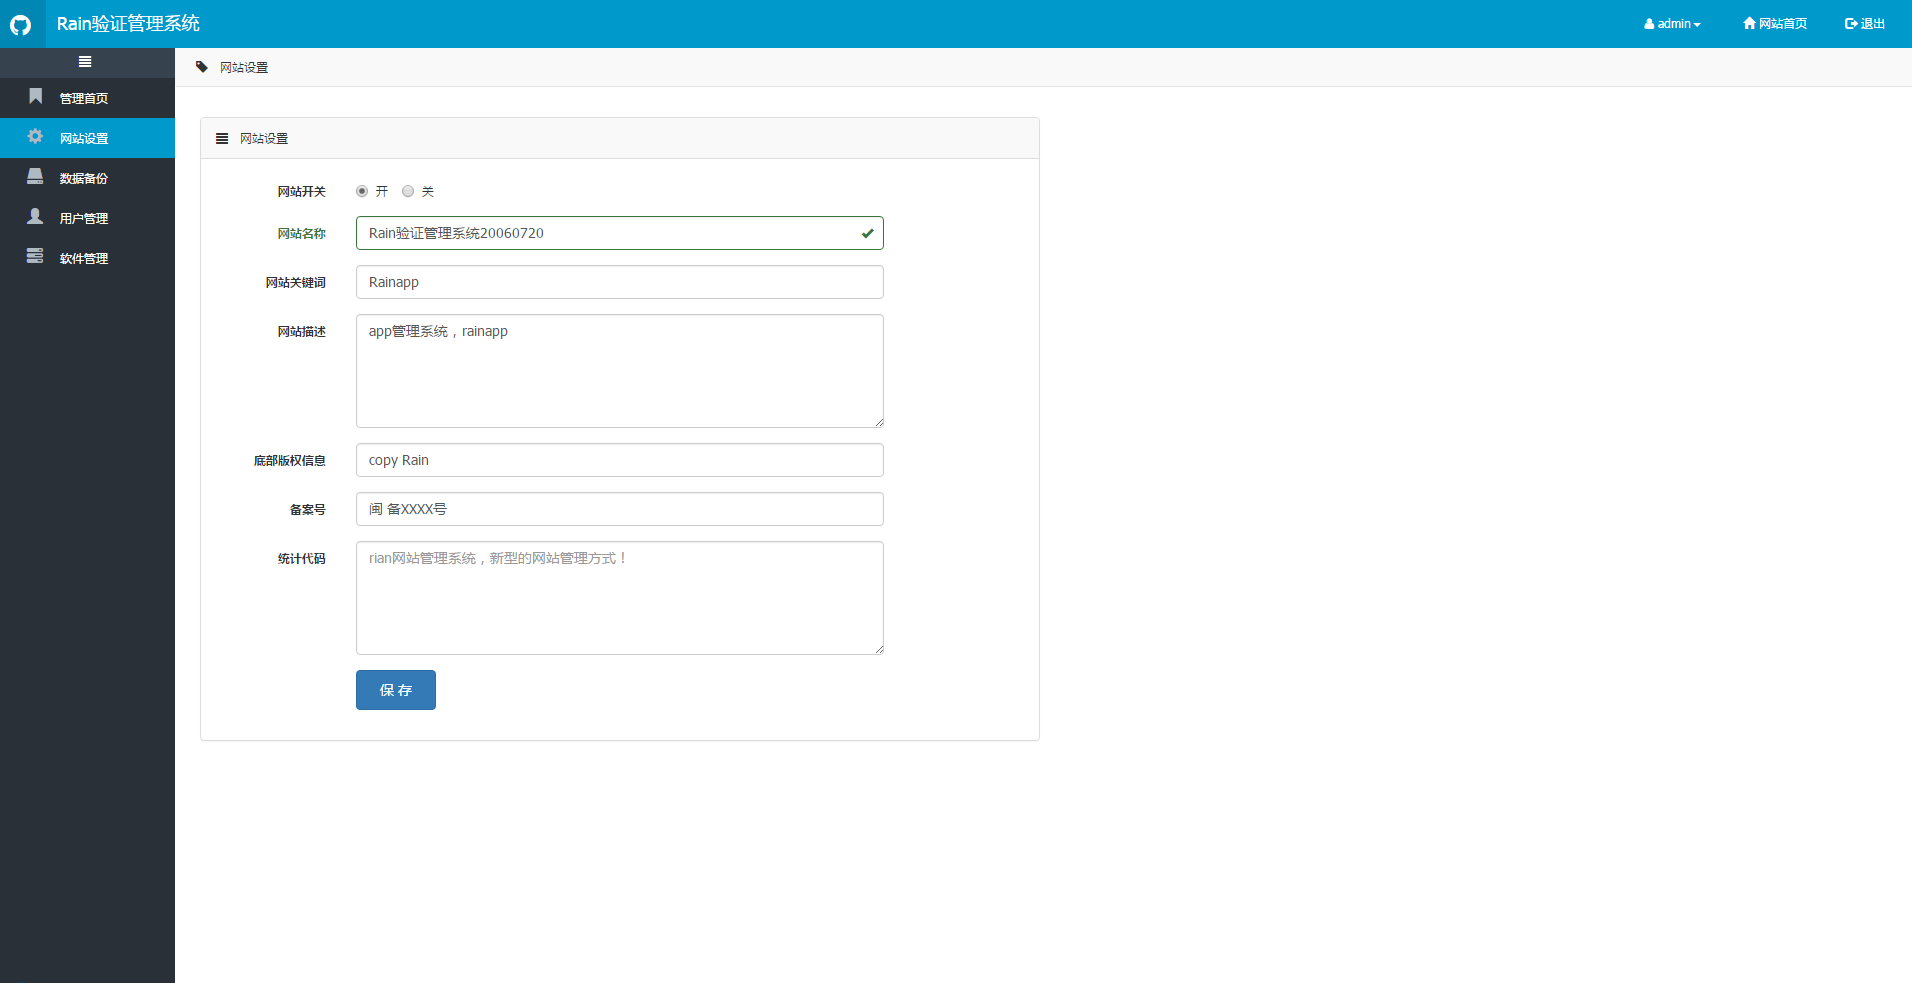 Rain验证管理系统
admin
网站首页
退出
管理首页
网站设置
数据备份
用户管理
软件管理
网站设置
网站设置
网站开关 开 关
网站名称 Rain验证管理系统20060720
网站关键词 Rainapp
网站描述 app管理系统，rainapp
底部版权信息 copy Rain
备案号 闽 备XXXX号
统计代码 rian网站管理系统，新型的网站管理方式！
保 存